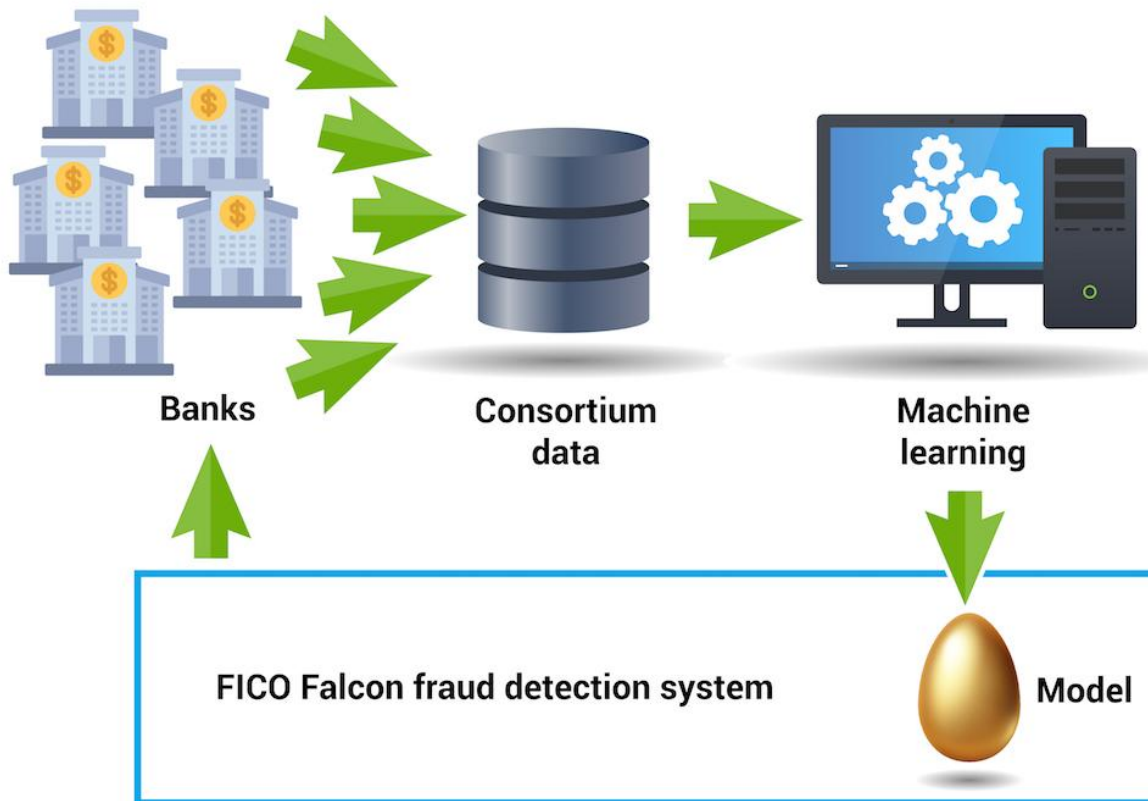 $
$
$
$
$
Banks
Consortium
data
Machine
learning
FICO Falcon fraud detection system
Model